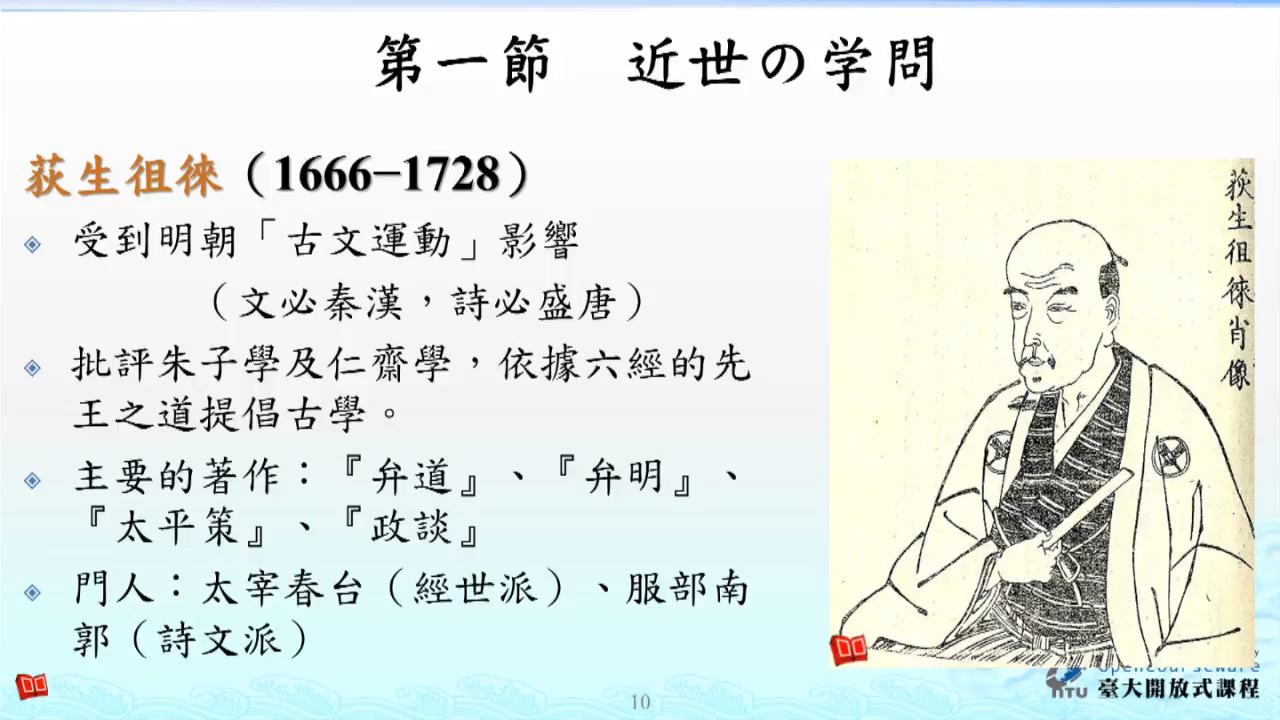 第一節　近世の学問
荻生徂徠（1666−1728）
受到明朝「古文運動」影響
（文必秦漢，詩必盛唐）
批評朱子學及仁齋學，依據六經的先
王之道提倡古學。
主要的著作：『弁道』、『弁明』、
『太平策』、『政談』
門人：太宰春台（經世派）、服部南
郭（詩文派）
荻生徂徠肖像
OpenCourseWare
NTU 臺大開放式課程
10